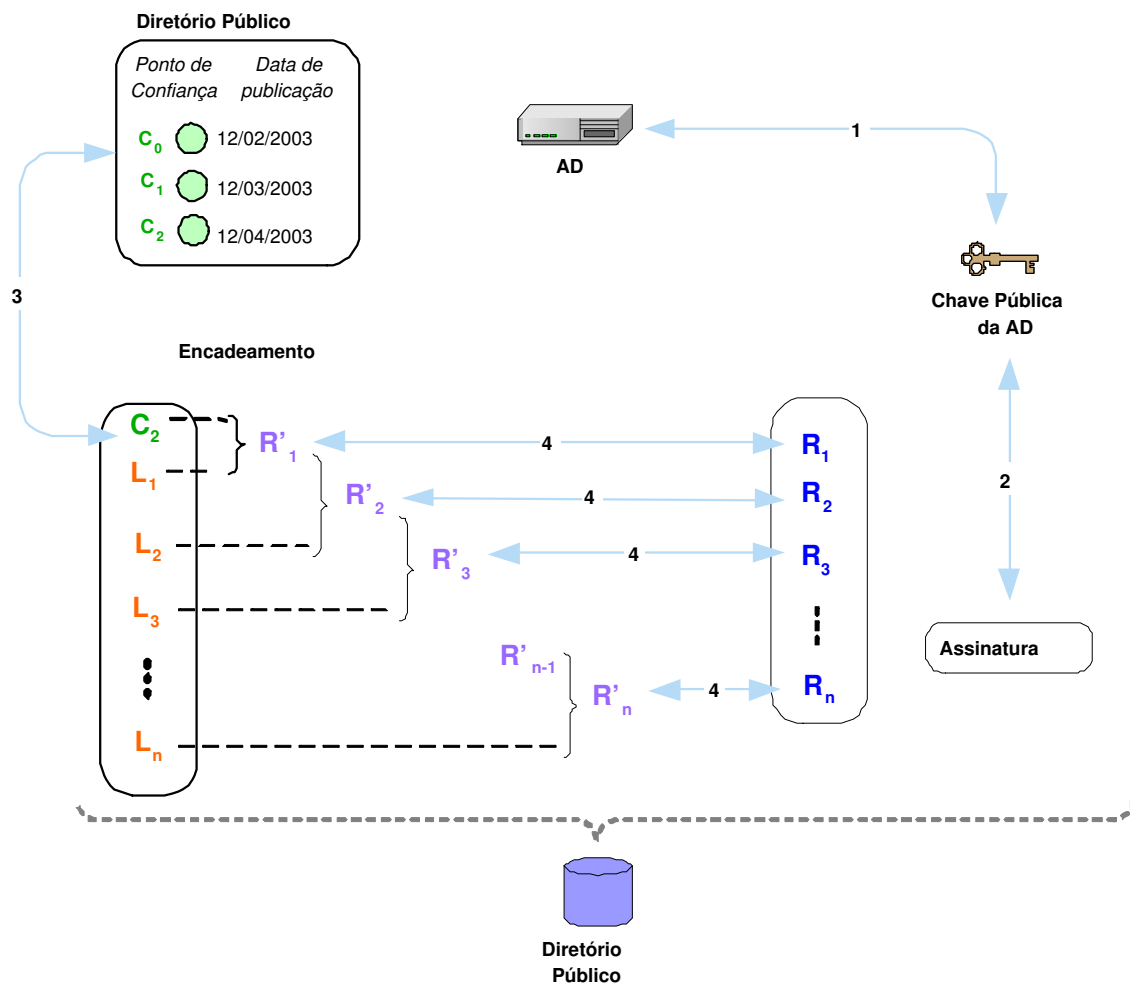 Diretório Público
Ponto de Confiança
Data de publicação
C0 12/02/2003
C1 12/03/2003
C2 12/04/2003
AD
1
Chave Pública
da AD
3
2
Encadeamento
C2
R'1
4
R1
L1
R'2
4
R2
L2
R'3
4
R3
L3
Assinatura
R'n-1
R'n
4
Rn
Ln
Diretório
Público